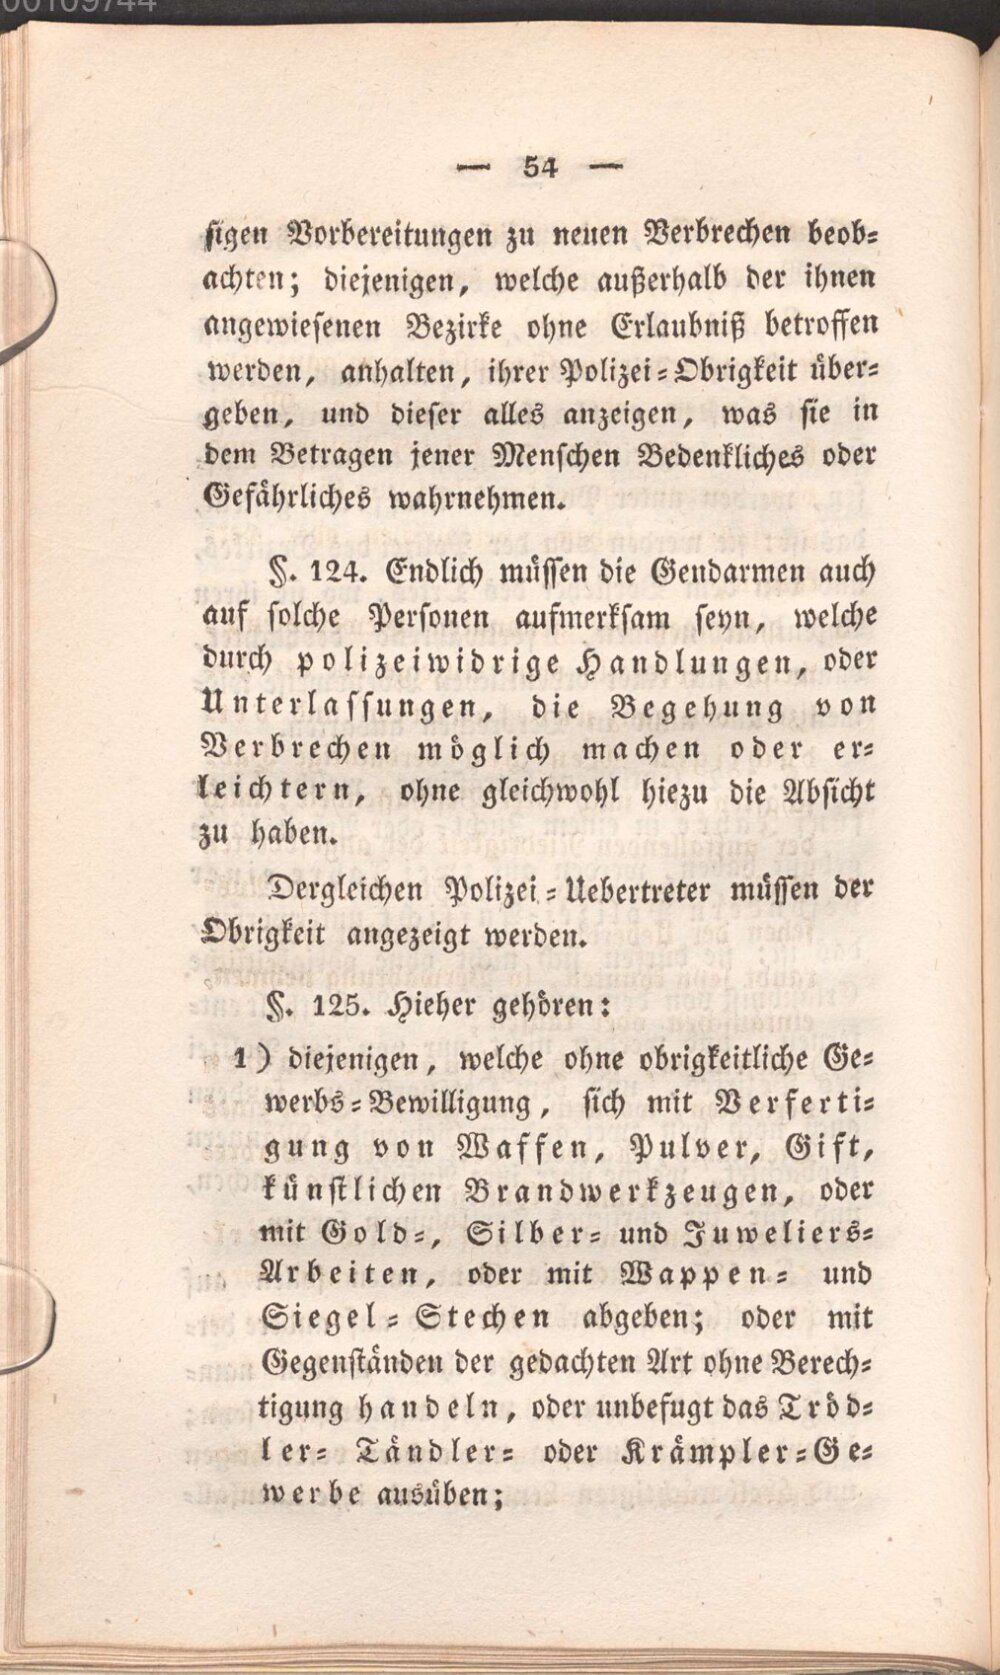 00109744
— 54 —
sigen Vorbereitungen zu neuen Verbrechen beob-
achten; diejenigen, welche außerhalb der ihnen
angewiesenen Bezirke ohne Erlaubniß betroffen
werden, anhalten, ihrer Polizei-Obrigkeit über-
geben, und dieser alles anzeigen, was sie in
dem Betragen jener Menschen Bedenkliches oder
Gefährliches wahrnehmen.
§. 124. Endlich müssen die Gendarmen auch
auf solche Personen aufmerksam seyn, welche
durch polizeiwidrige Handlungen, oder
Unterlassungen, die Begehung von
Verbrechen möglich machen oder er-
leichtern, ohne gleichwohl hiezu die Absicht
zu haben.
Dergleichen Polizei-Uebertreter müssen der
Obrigkeit angezeigt werden.
§. 125. Hieher gehören:
1) diejenigen, welche ohne obrigkeitliche Ge-
werbs-Bewilligung, sich mit Verferti-
gung von Waffen, Pulver, Gift,
künstlichen Brandwerkzeugen, oder
mit Gold-, Silber- und Juweliers-
Arbeiten, oder mit Wappen- und
Siegel-Stechen abgeben; oder mit
Gegenständen der gedachten Art ohne Berech-
tigung handeln, oder unbefugt das Tröd-
ler- Tändler- oder Krämpler-Ge-
werbe ausüben;